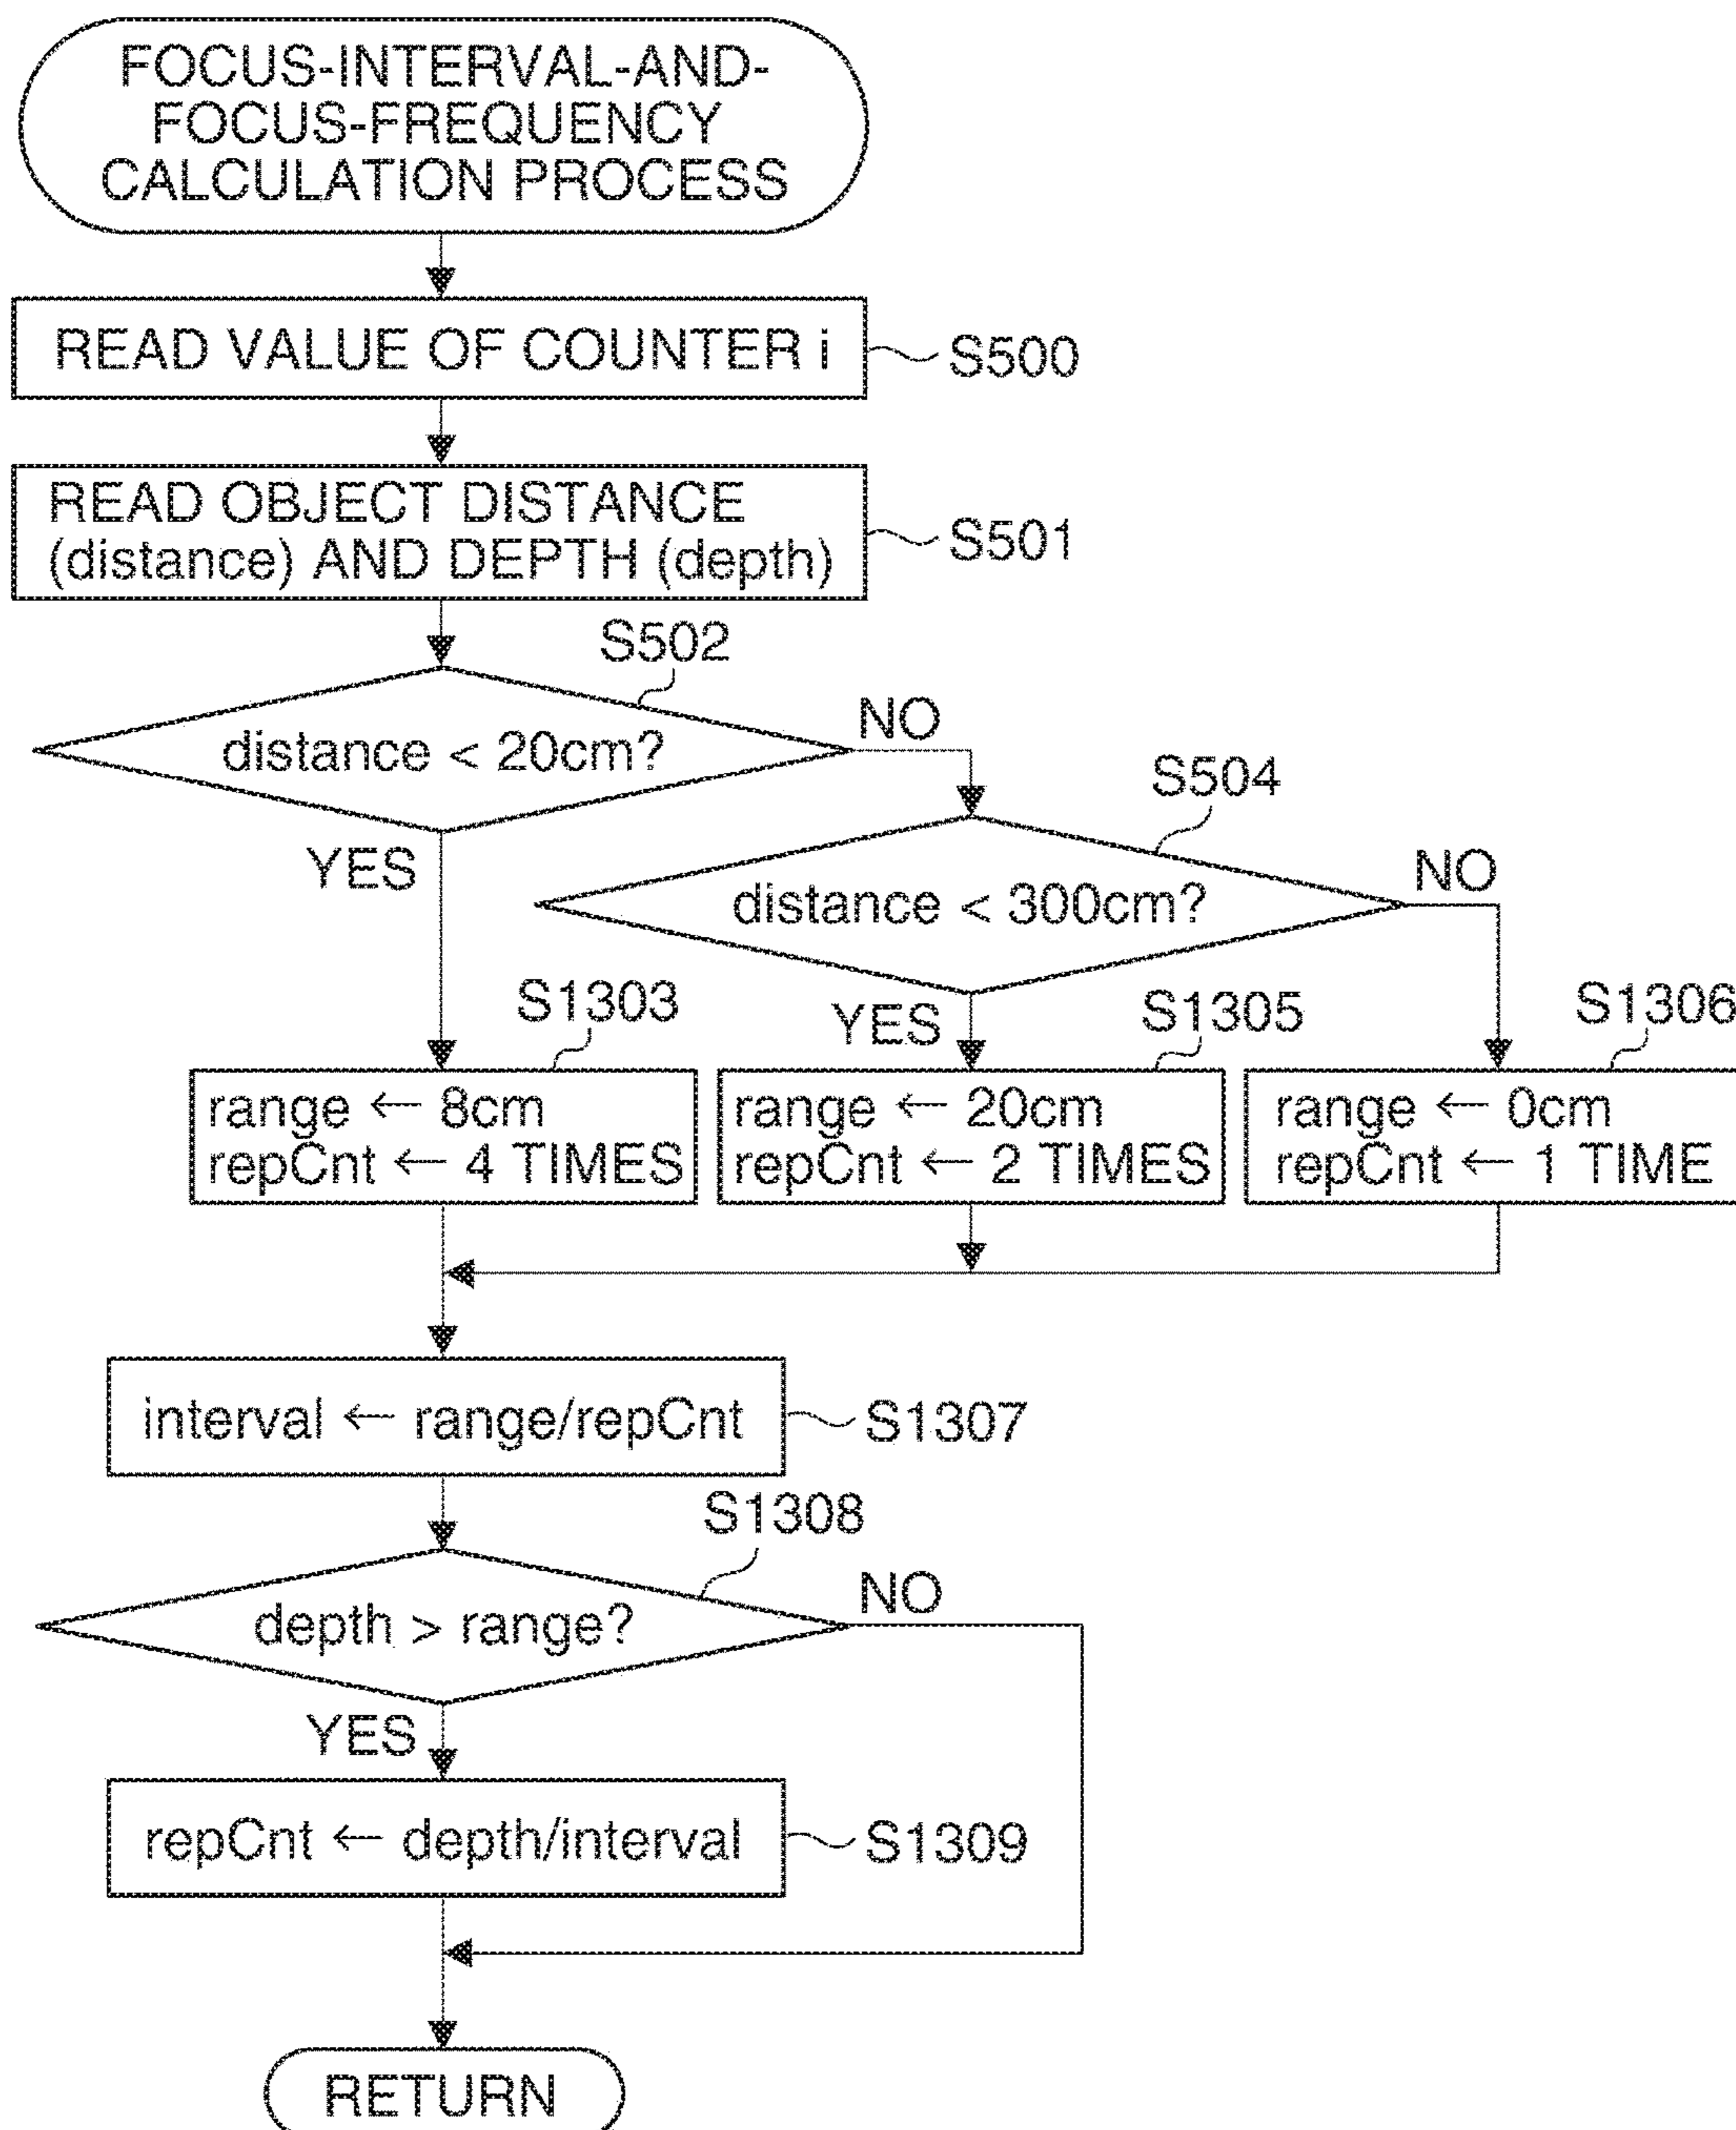 FOCUS-INTERVAL-AND-
FOCUS-FREQUENCY
CALCULATION PROCESS
READ VALUE OF COUNTER i
S500
READ OBJECT DISTANCE
(distance) AND DEPTH (depth)
S501
S502
distance < 20cm?
NO
YES
S504
distance < 300cm?
NO
YES
S1303
range ← 8cm
repCnt ← 4 TIMES
S1305
range ← 20cm
repCnt ← 2 TIMES
S1306
range ← 0cm
repCnt ← 1 TIME
interval ← range/repCnt
S1307
S1308
depth > range?
NO
YES
repCnt ← depth/interval
S1309
RETURN